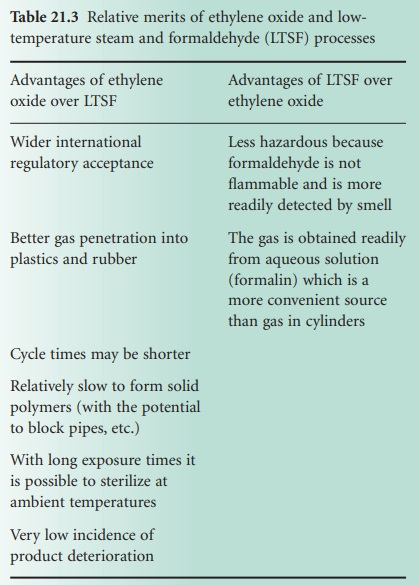 Table 21.3 Relative merits of ethylene oxide and low-
temperature steam and formaldehyde (LTSF) processes
Advantages of ethylene
oxide over LTSF
Advantages of LTSF over
ethylene oxide
Wider international
regulatory acceptance
Less hazardous because
formaldehyde is not
flammable and is more
readily detected by smell
Better gas penetration into
plastics and rubber
The gas is obtained readily
from aqueous solution
(formalin) which is a
more convenient source
than gas in cylinders
Cycle times may be shorter
Relatively slow to form solid
polymers (with the potential
to block pipes, etc.)
With long exposure times it
is possible to sterilize at
ambient temperatures
Very low incidence of
product deterioration